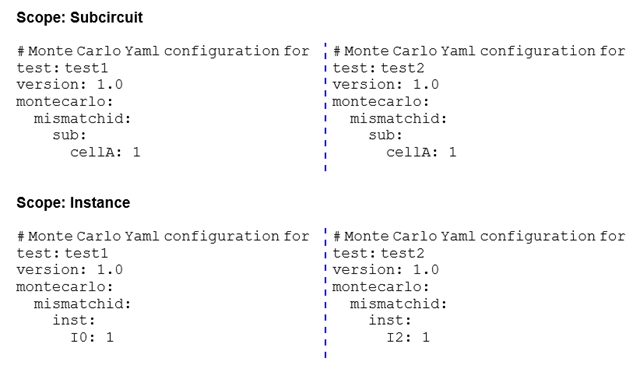 Scope: Subcircuit
# Monte Carlo Yaml configuration for
test: test1
version: 1.0
montecarlo:
  mismatchid:
    sub:
      cellA: 1
# Monte Carlo Yaml configuration for
test: test2
version: 1.0
montecarlo:
  mismatchid:
    sub:
      cellA: 1
Scope: Instance
# Monte Carlo Yaml configuration for
test: test1
version: 1.0
montecarlo:
  mismatchid:
    inst:
      I0: 1
# Monte Carlo Yaml configuration for
test: test2
version: 1.0
montecarlo:
  mismatchid:
    inst:
      I2: 1